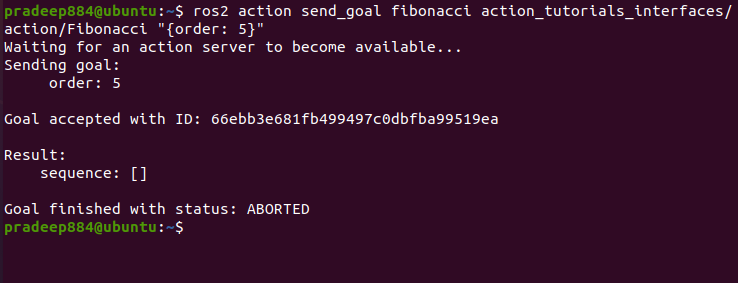 pradeep884@ubuntu:~$ ros2 action send_goal fibonacci action_tutorials_interfaces/
action/Fibonacci "{order: 5}"
Waiting for an action server to become available...
Sending goal:
     order: 5

Goal accepted with ID: 66ebb3e681fb499497c0dbfba99519ea

Result:
    sequence: []

Goal finished with status: ABORTED
pradeep884@ubuntu:~$